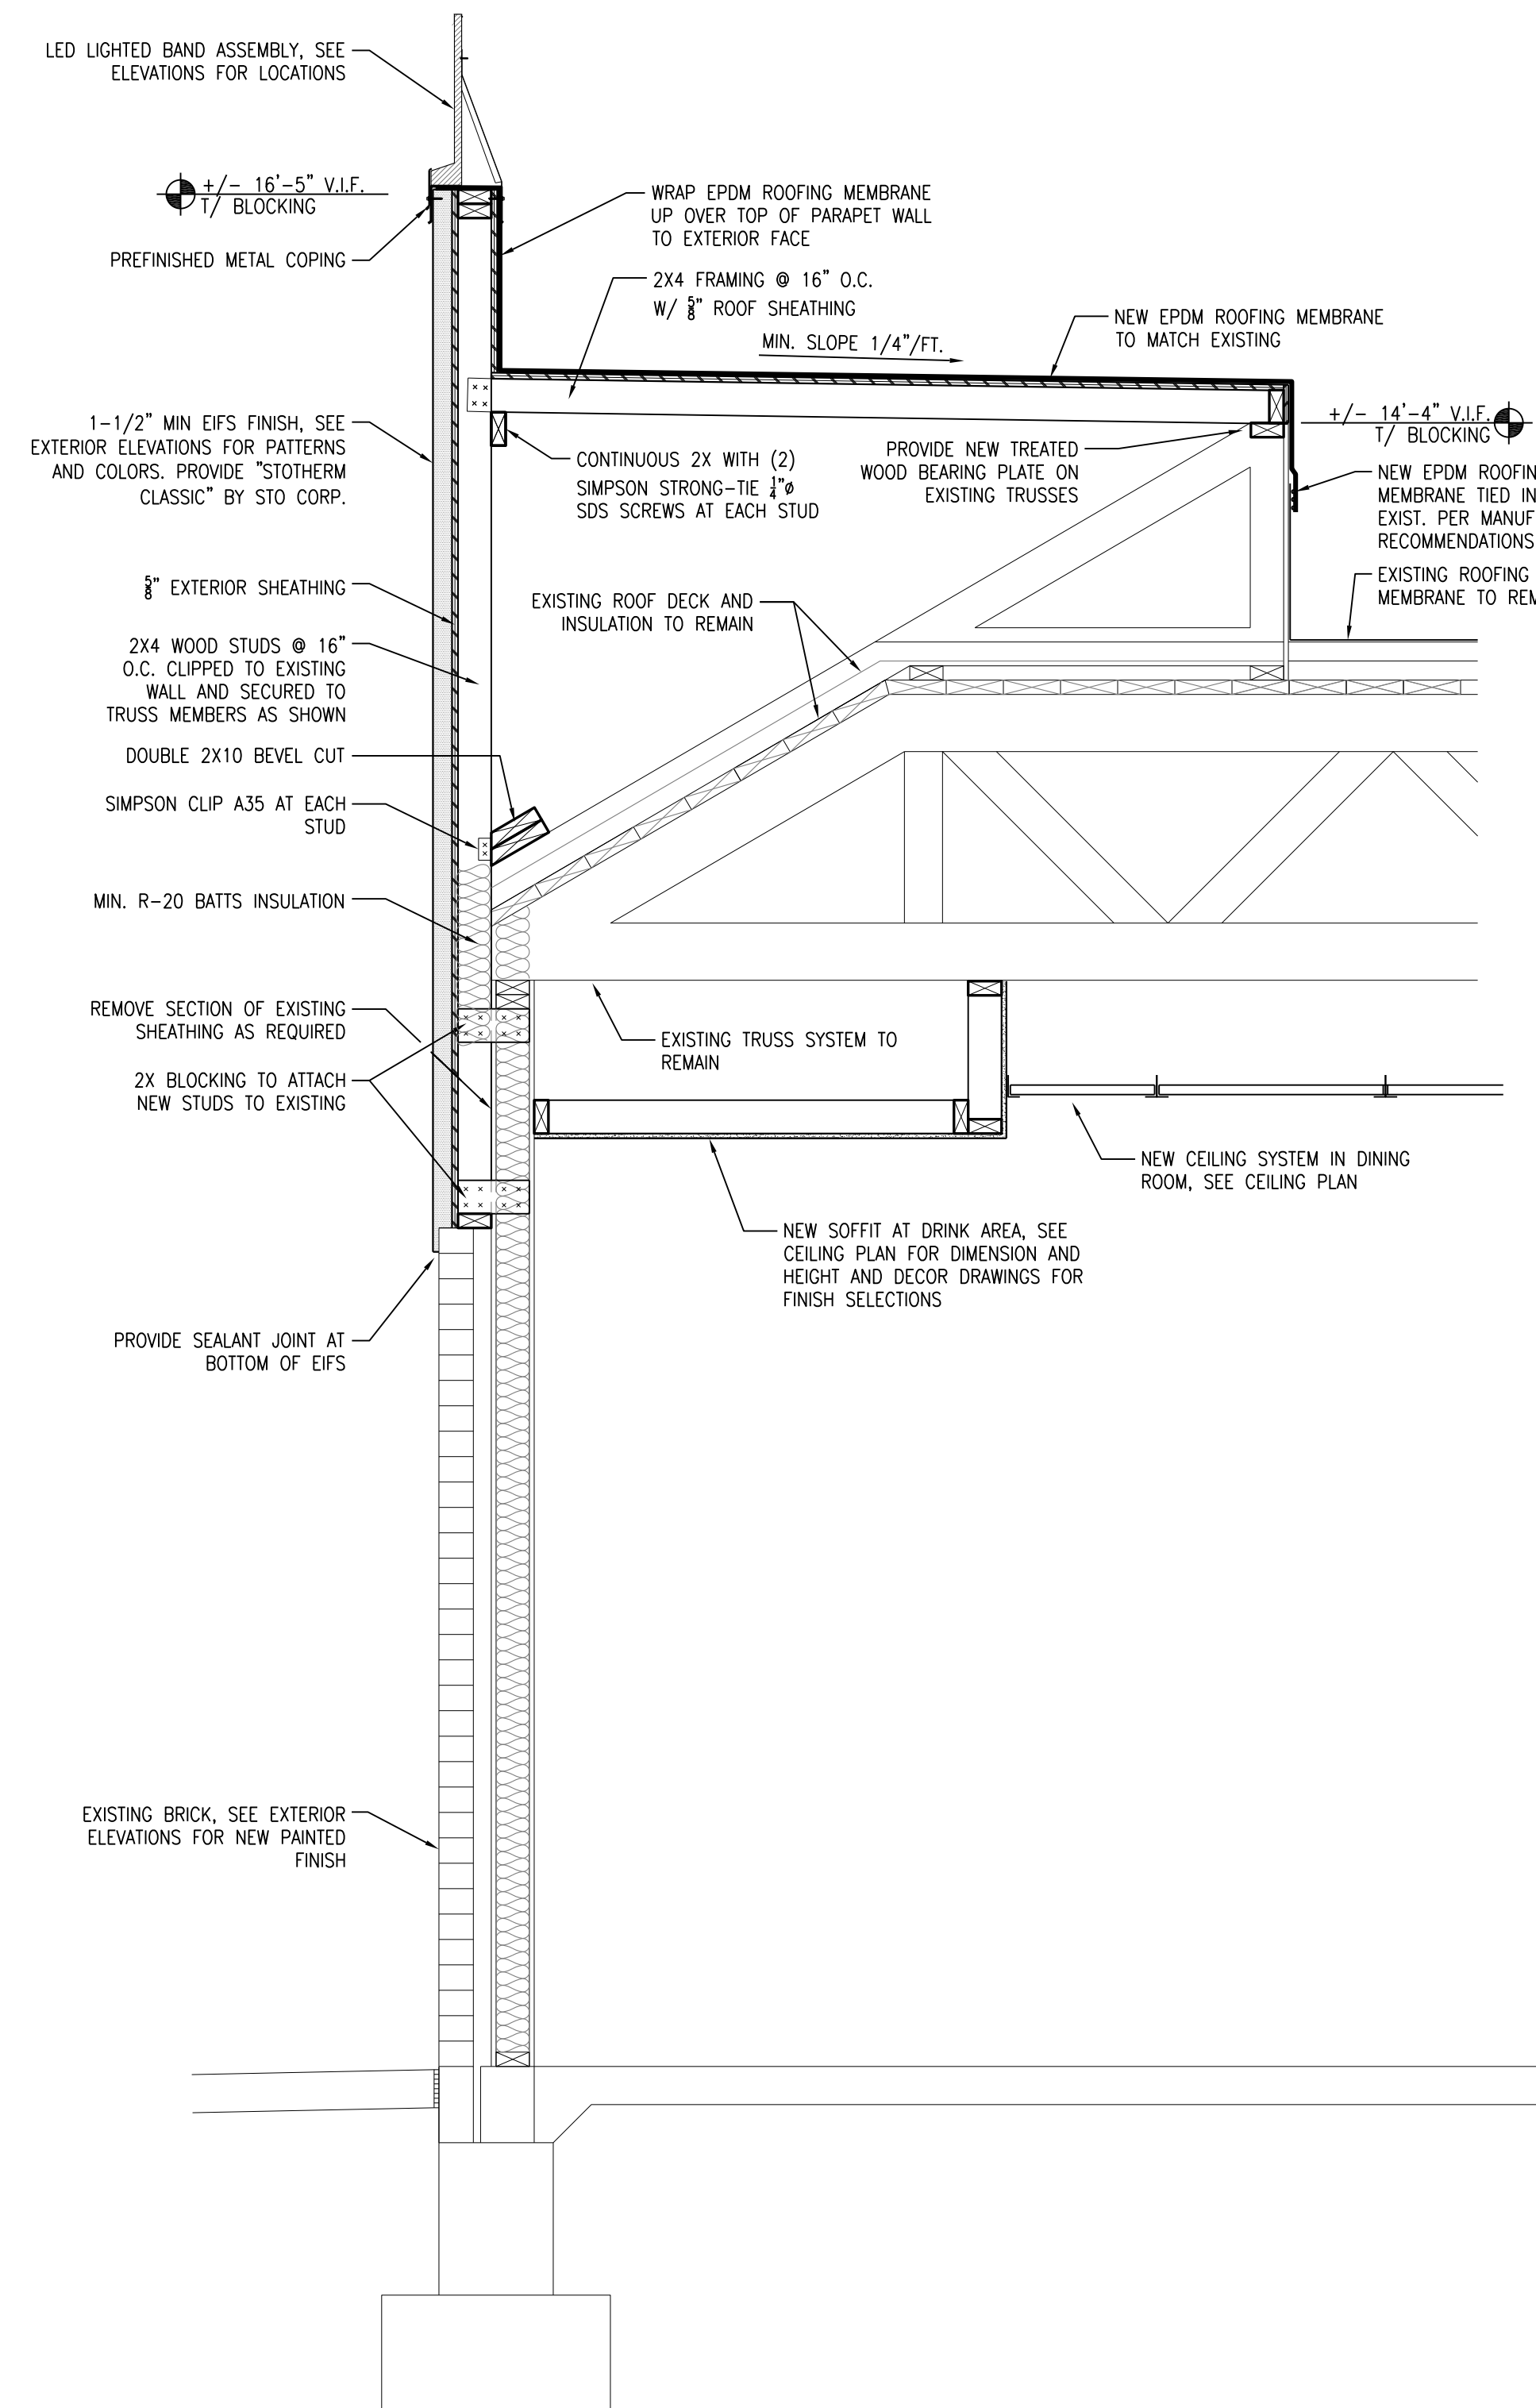 LED LIGHTED BAND ASSEMBLY, SEE
ELEVATIONS FOR LOCATIONS
+/- 16'-5" V.I.F.
T/ BLOCKING
PREFINISHED METAL COPING
WRAP EPDM ROOFING MEMBRANE
UP OVER TOP OF PARAPET WALL
TO EXTERIOR FACE
2X4 FRAMING @ 16" O.C.
W/ 5/8" ROOF SHEATHING
MIN. SLOPE 1/4"/FT.
NEW EPDM ROOFING MEMBRANE
TO MATCH EXISTING
1-1/2" MIN EIFS FINISH, SEE
EXTERIOR ELEVATIONS FOR PATTERNS
AND COLORS. PROVIDE "STOTHERM
CLASSIC" BY STO CORP.
CONTINUOUS 2X WITH (2)
SIMPSON STRONG-TIE 1/4"ø
SDS SCREWS AT EACH STUD
PROVIDE NEW TREATED
WOOD BEARING PLATE ON
EXISTING TRUSSES
+/- 14'-4" V.I.F.
T/ BLOCKING
NEW EPDM ROOFIN
MEMBRANE TIED IN
EXIST. PER MANUF
RECOMMENDATIONS
EXISTING ROOFING
MEMBRANE TO REM
5/8" EXTERIOR SHEATHING
EXISTING ROOF DECK AND
INSULATION TO REMAIN
2X4 WOOD STUDS @ 16"
O.C. CLIPPED TO EXISTING
WALL AND SECURED TO
TRUSS MEMBERS AS SHOWN
DOUBLE 2X10 BEVEL CUT
SIMPSON CLIP A35 AT EACH
STUD
MIN. R-20 BATTS INSULATION
REMOVE SECTION OF EXISTING
SHEATHING AS REQUIRED
EXISTING TRUSS SYSTEM TO
REMAIN
2X BLOCKING TO ATTACH
NEW STUDS TO EXISTING
NEW CEILING SYSTEM IN DINING
ROOM, SEE CEILING PLAN
NEW SOFFIT AT DRINK AREA, SEE
CEILING PLAN FOR DIMENSION AND
HEIGHT AND DECOR DRAWINGS FOR
FINISH SELECTIONS
PROVIDE SEALANT JOINT AT
BOTTOM OF EIFS
EXISTING BRICK, SEE EXTERIOR
ELEVATIONS FOR NEW PAINTED
FINISH